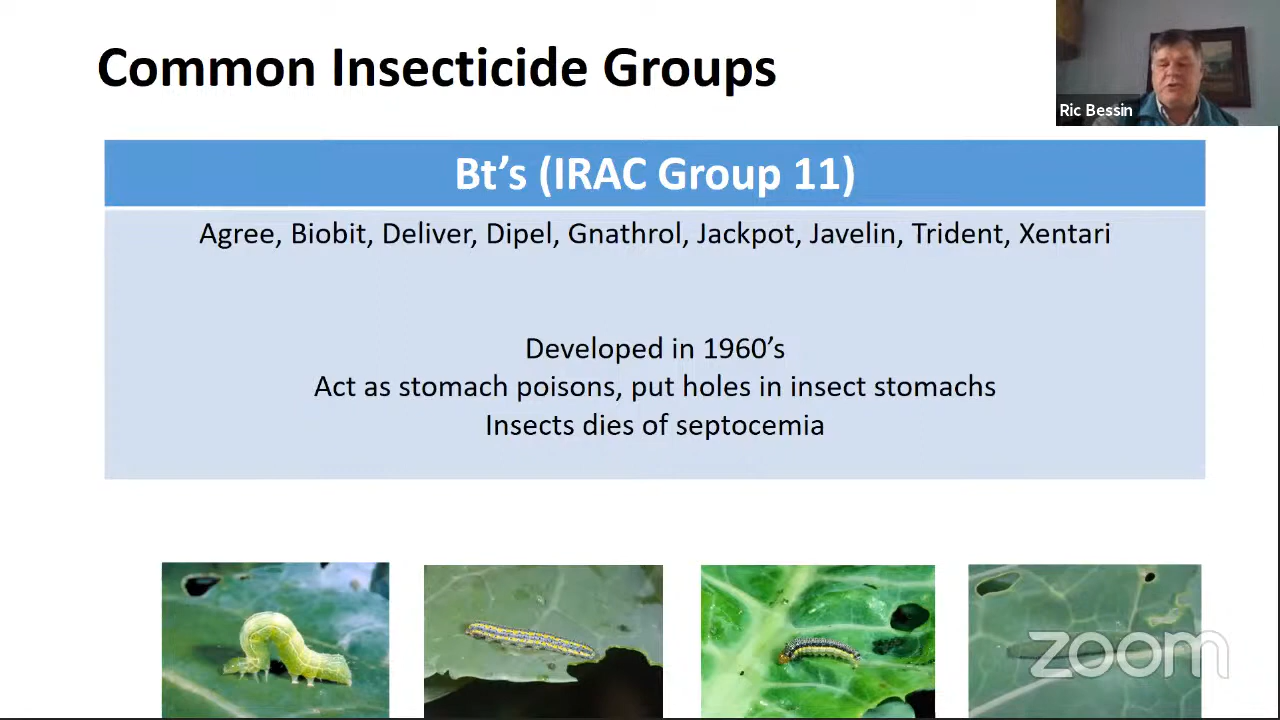 Common Insecticide Groups
Ric Bessin
Bt’s (IRAC Group 11)
Agree, Biobit, Deliver, Dipel, Gnathrol, Jackpot, Javelin, Trident, Xentari
Developed in 1960’s
Act as stomach poisons, put holes in insect stomachs
Insects dies of septocemia
zoom